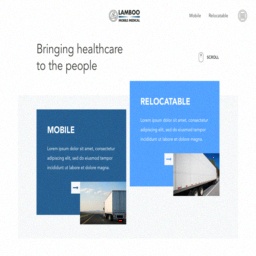 LAMBOO
MOBILE MEDICAL
Mobile
Relocatable
Bringing healthcare
to the people
SCROLL
RELOCATABLE
Lorem ipsum dolor sit amet, consectetur
adipiscing elit, sed do eiusmod tempor
incididunt ut labore et dolore magna.
MOBILE
Lorem ipsum dolor sit amet, consectetur
adipiscing elit, sed do eiusmod tempor
incididunt ut labore et dolore magna.